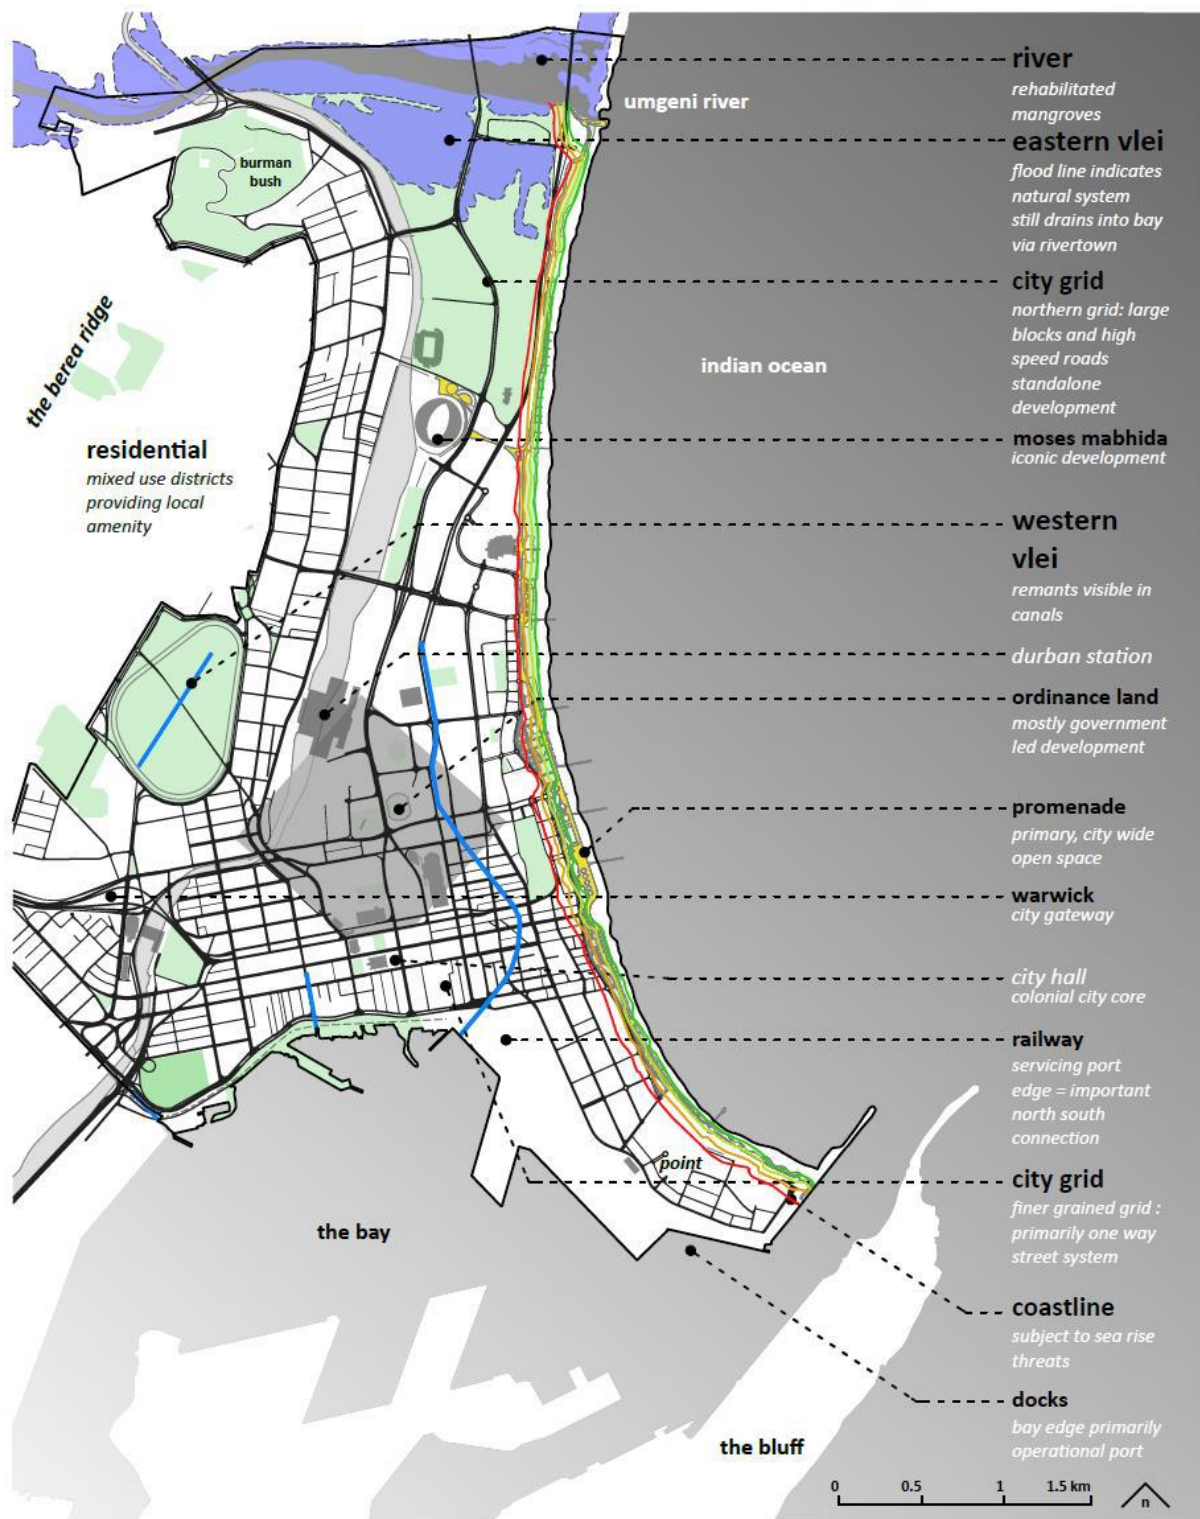 river
rehabilitated
mangroves
umgeni river
eastern vlei
flood line indicates
natural system
still drains into bay
via rivertown
burman
bush
city grid
northern grid: large
blocks and high
speed roads
standalone
development
the berea ridge
indian ocean
moses mabhida
iconic development
residential
mixed use districts
providing local
amenity
western
vlei
remants visible in
canals
durban station
ordinance land
mostly government
led development
promenade
primary, city wide
open space
warwick
city gateway
city hall
colonial city core
railway
servicing port
edge = important
north south
connection
point
city grid
finer grained grid :
primarily one way
street system
the bay
coastline
subject to sea rise
threats
docks
bay edge primarily
operational port
the bluff
0 0.5 1 1.5 km
n